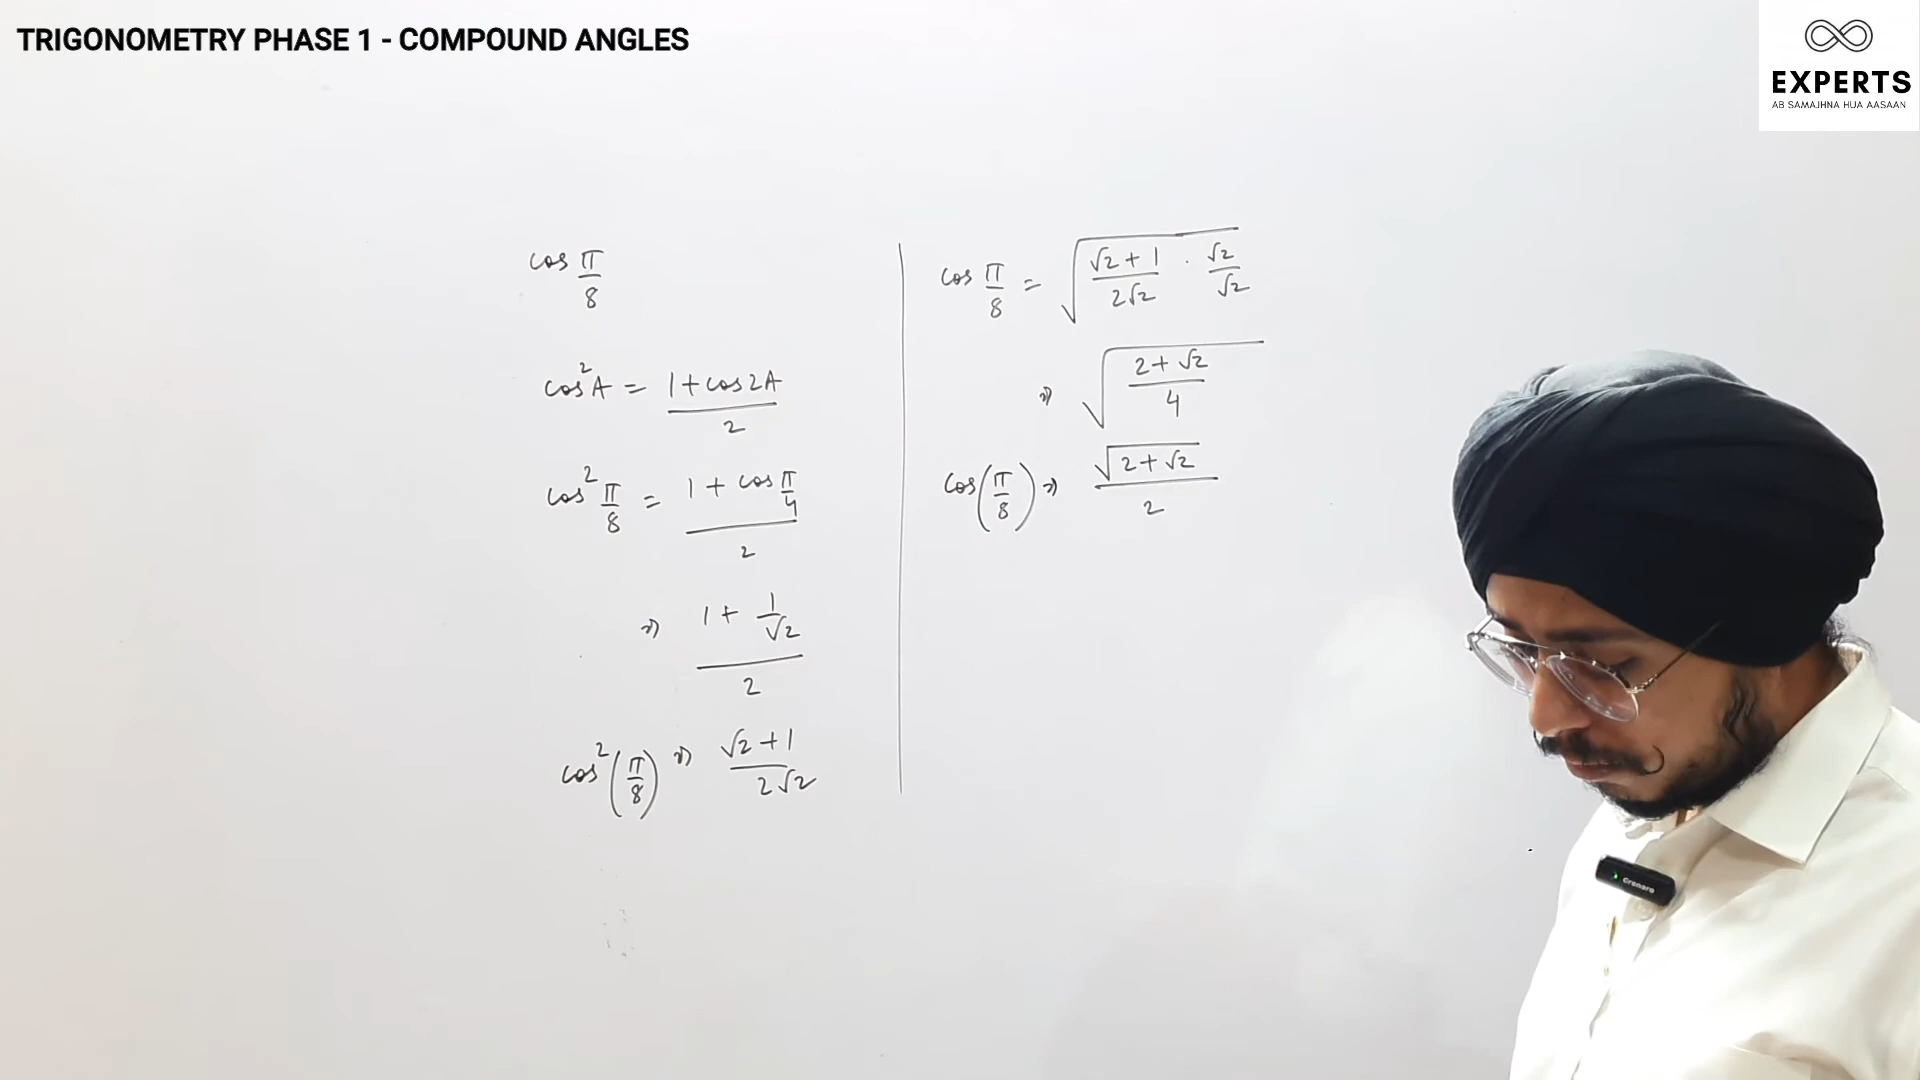 TRIGONOMETRY PHASE 1 - COMPOUND ANGLES
EXPERTS
AB SAMAJHNA HUA AASAAN
cos π/8
cos²A = (1+cos2A)/2
cos² π/8 = (1 + cos π/4)/2
⇒ (1 + 1/√2)/2
cos²(π/8) ⇒ (√2+1)/(2√2)
cos π/8 = √((√2+1)/(2√2) · √2/√2)
⇒ √((2+√2)/4)
cos(π/8) ⇒ √(2+√2)/2
Grenaro